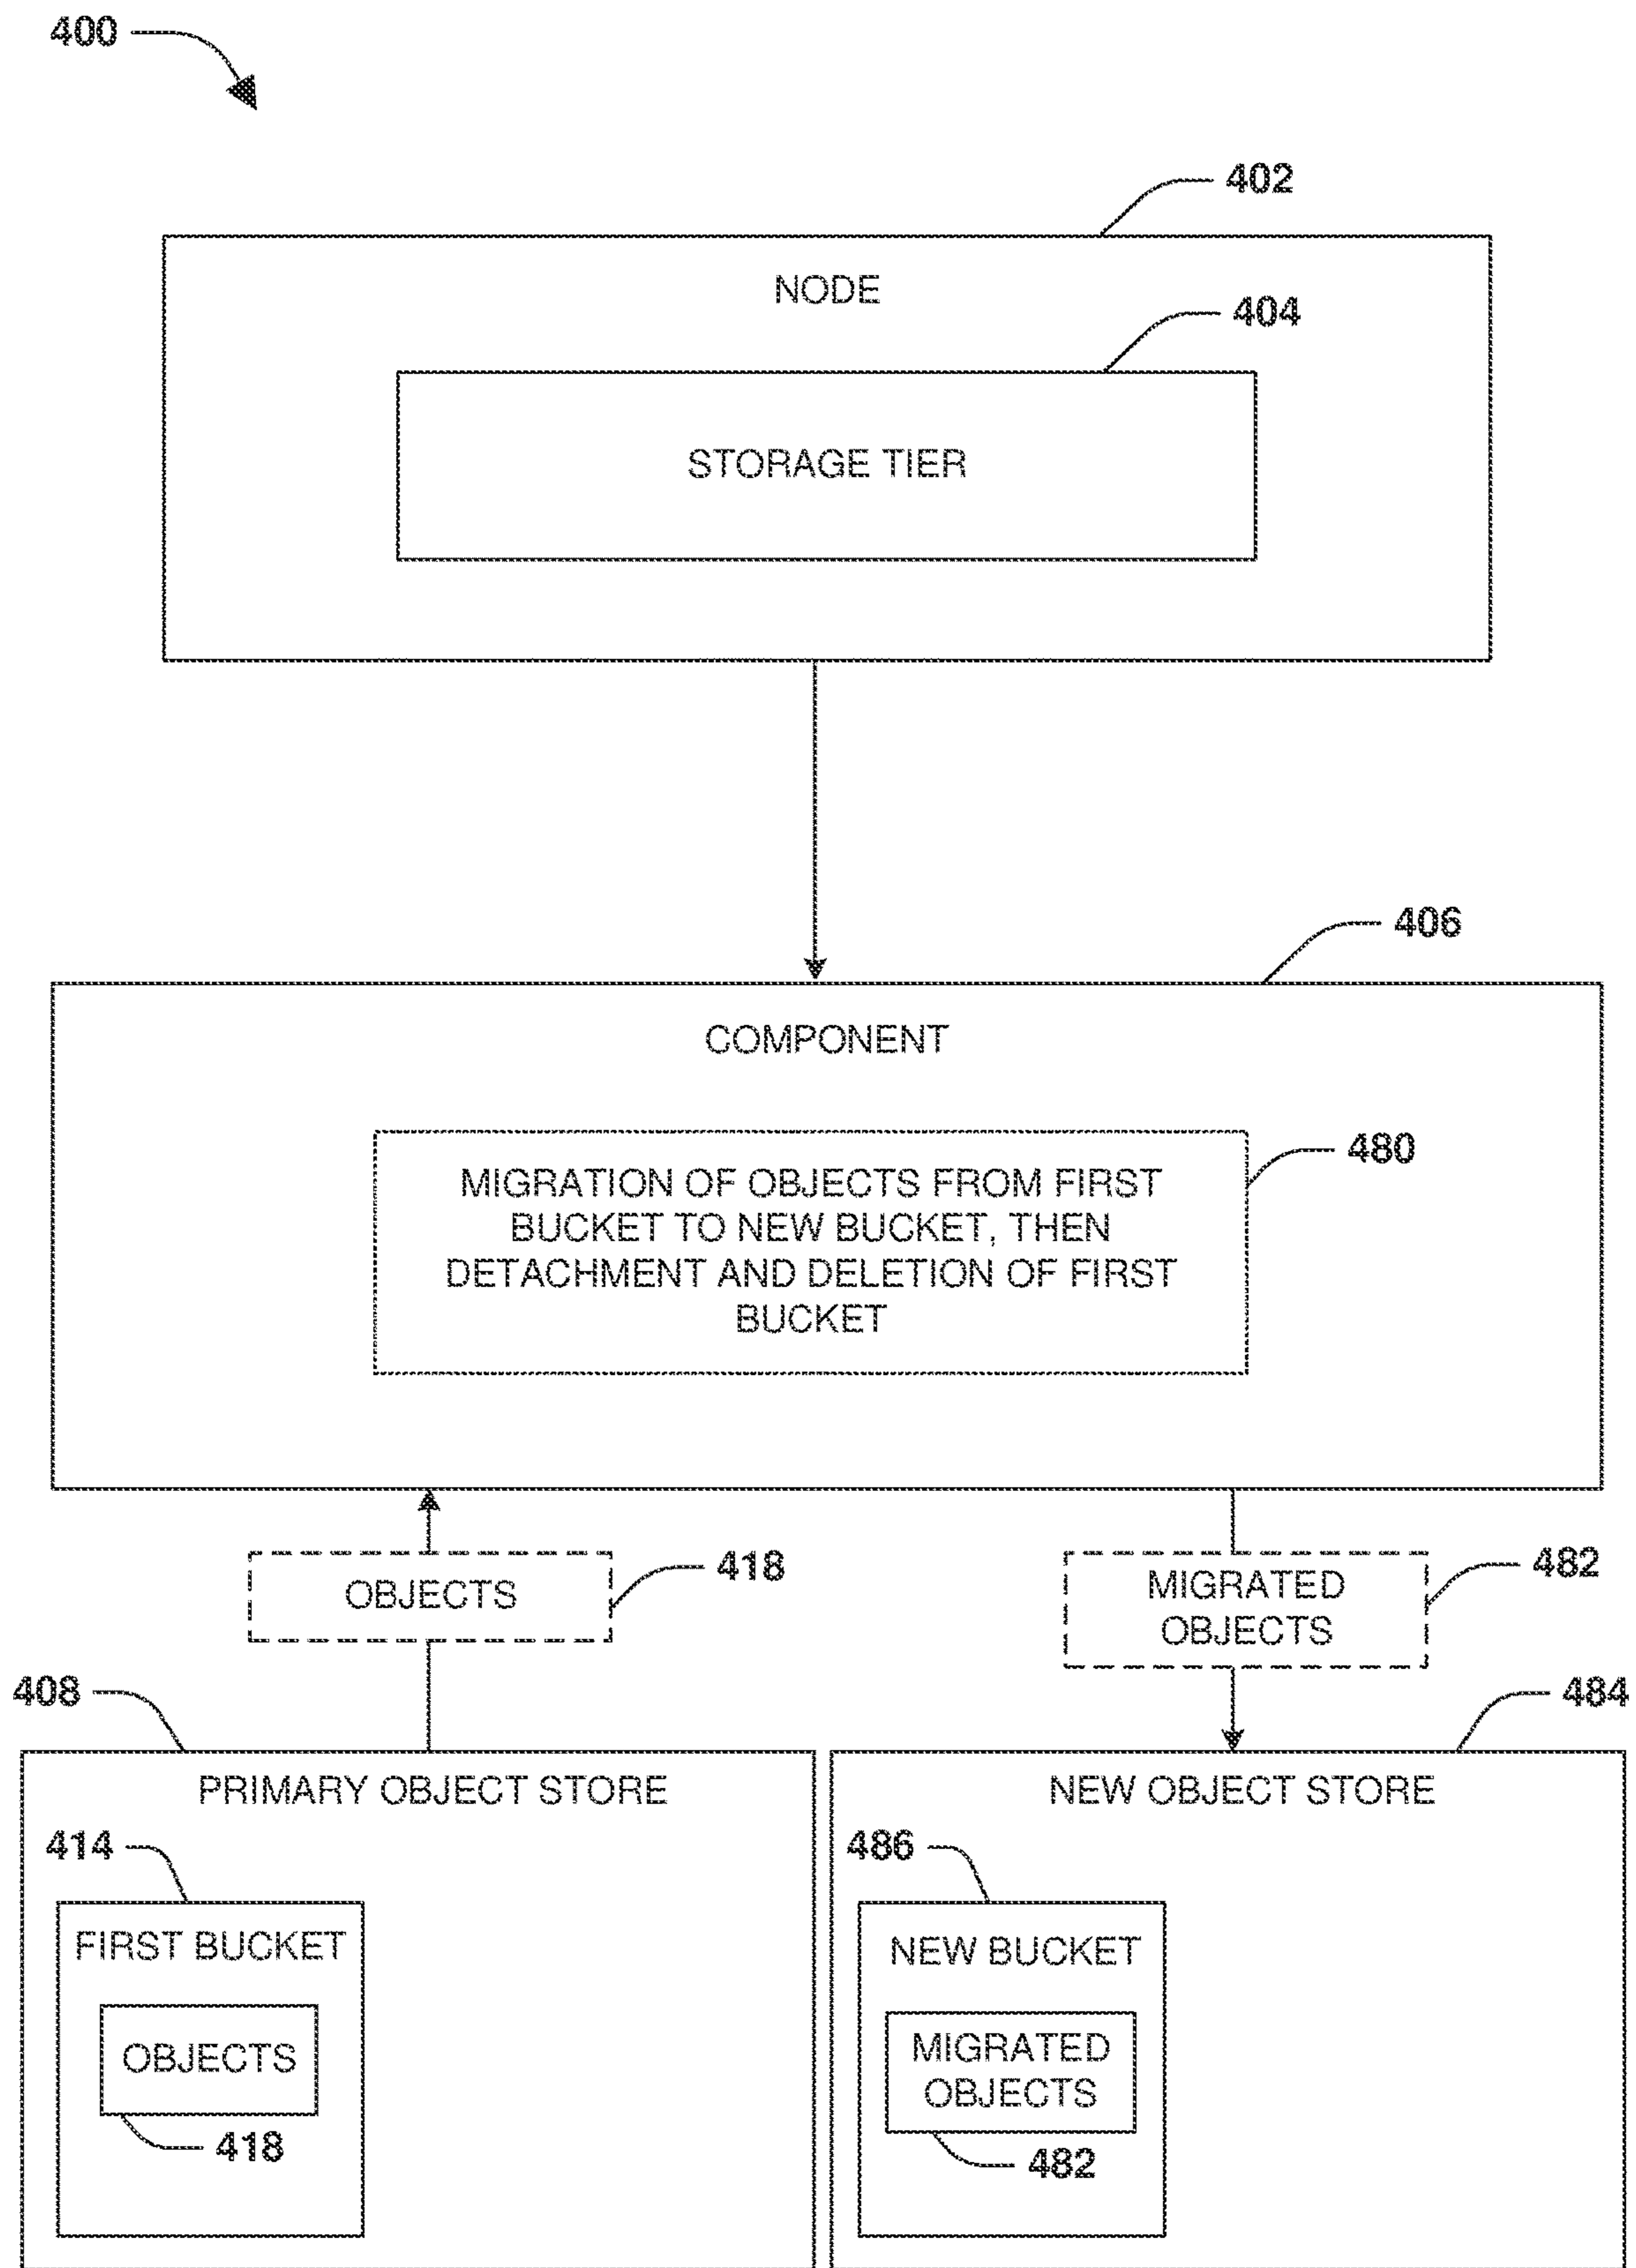 400
402
NODE
404
STORAGE TIER
406
COMPONENT
480
MIGRATION OF OBJECTS FROM FIRST
BUCKET TO NEW BUCKET, THEN
DETACHMENT AND DELETION OF FIRST
BUCKET
OBJECTS
418
MIGRATED
OBJECTS
482
408
PRIMARY OBJECT STORE
414
FIRST BUCKET
OBJECTS
418
484
NEW OBJECT STORE
486
NEW BUCKET
MIGRATED
OBJECTS
482